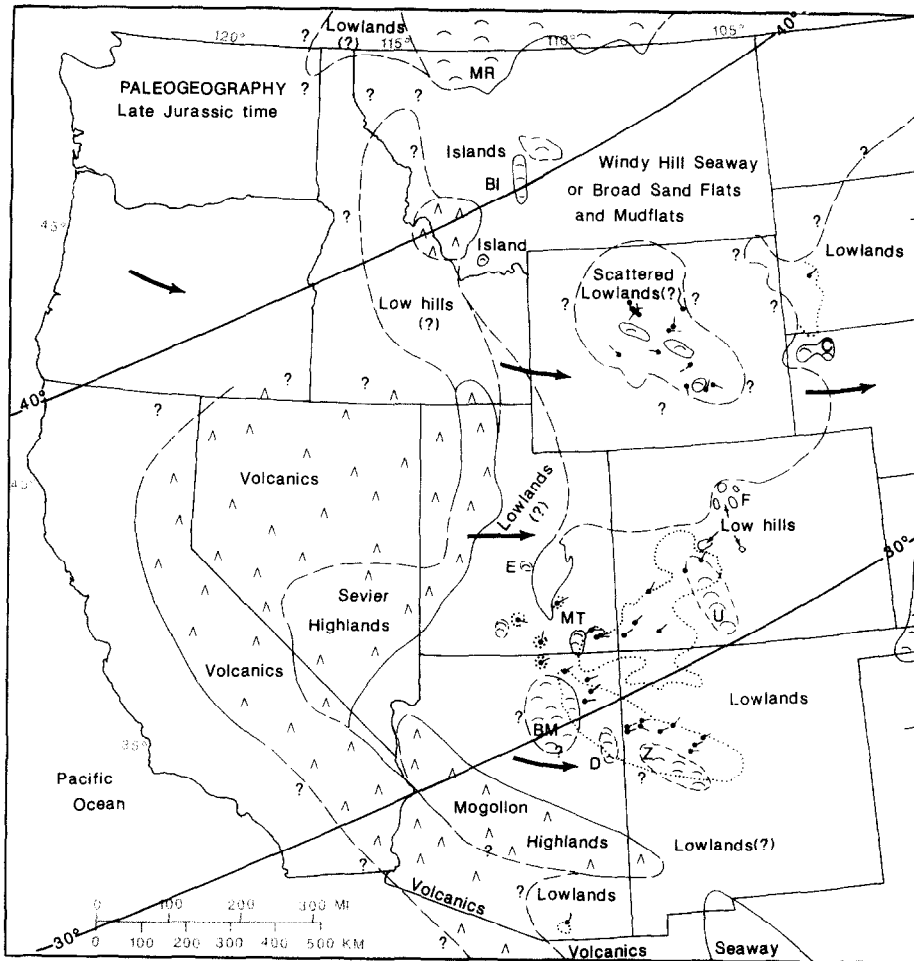 Lowlands
(?)
120°
115°
110°
105°
40°
MR
PALEOGEOGRAPHY
Late Jurassic time
?
?
?
?
?
?
Islands
BI
Windy Hill Seaway
or Broad Sand Flats
and Mudflats
?
?
45°
?
?
Island
Lowlands
Scattered
Lowlands(?)
?
?
Low hills
(?)
?
?
?
?
40°
?
Volcanics
Lowlands
(?)
F
Low hills
30°
E
Sevier
Highlands
MT
U
Volcanics
Lowlands
?
BM
?
D
Z
?
35°
Pacific
Ocean
Mogollon
Highlands
?
Lowlands(?)
?
?
?
Volcanics
Lowlands
0 100 200 300 MI
0 100 200 300 400 500 KM
30°
Volcanics
Seaway